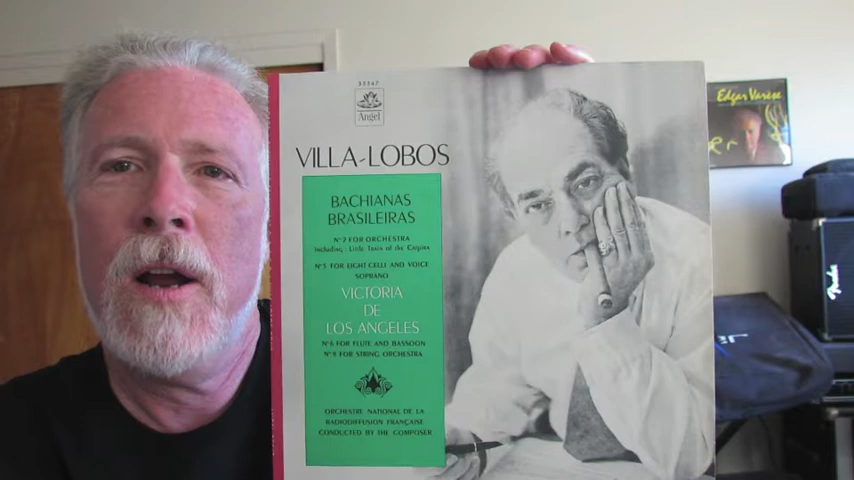 35547
Angel
VILLA-LOBOS
BACHIANAS
BRASILEIRAS
Nº2 FOR ORCHESTRA
Including: Little Train of the Caipira
Nº5 FOR EIGHT CELLI AND VOICE
SOPRANO
VICTORIA
DE
LOS ANGELES
Nº6 FOR FLUTE AND BASSOON
Nº9 FOR STRING ORCHESTRA
ORCHESTRE NATIONAL DE LA
RADIODIFFUSION FRANÇAISE
CONDUCTED BY THE COMPOSER
Edgar Varèse
Fender